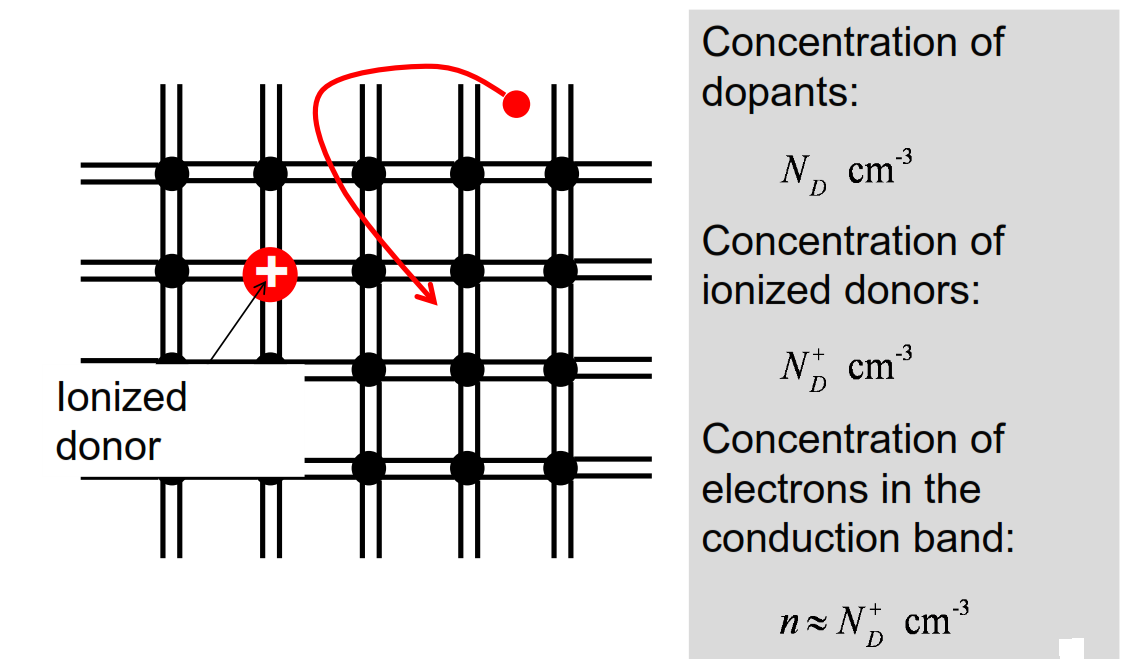 Concentration of
dopants:
N_D cm^-3
Concentration of
ionized donors:
N_D^+ cm^-3
Concentration of
electrons in the
conduction band:
n ≈ N_D^+ cm^-3
+
Ionized
donor